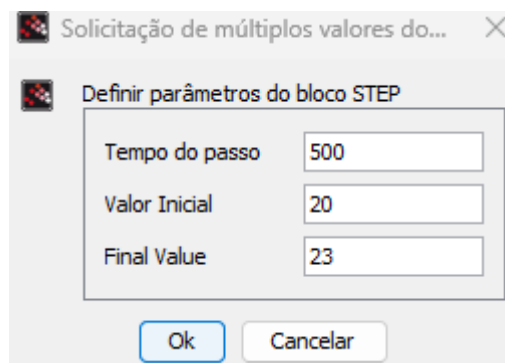 Solicitação de múltiplos valores do...
Definir parâmetros do bloco STEP
Tempo do passo 500
Valor Inicial 20
Final Value 23
Ok Cancelar